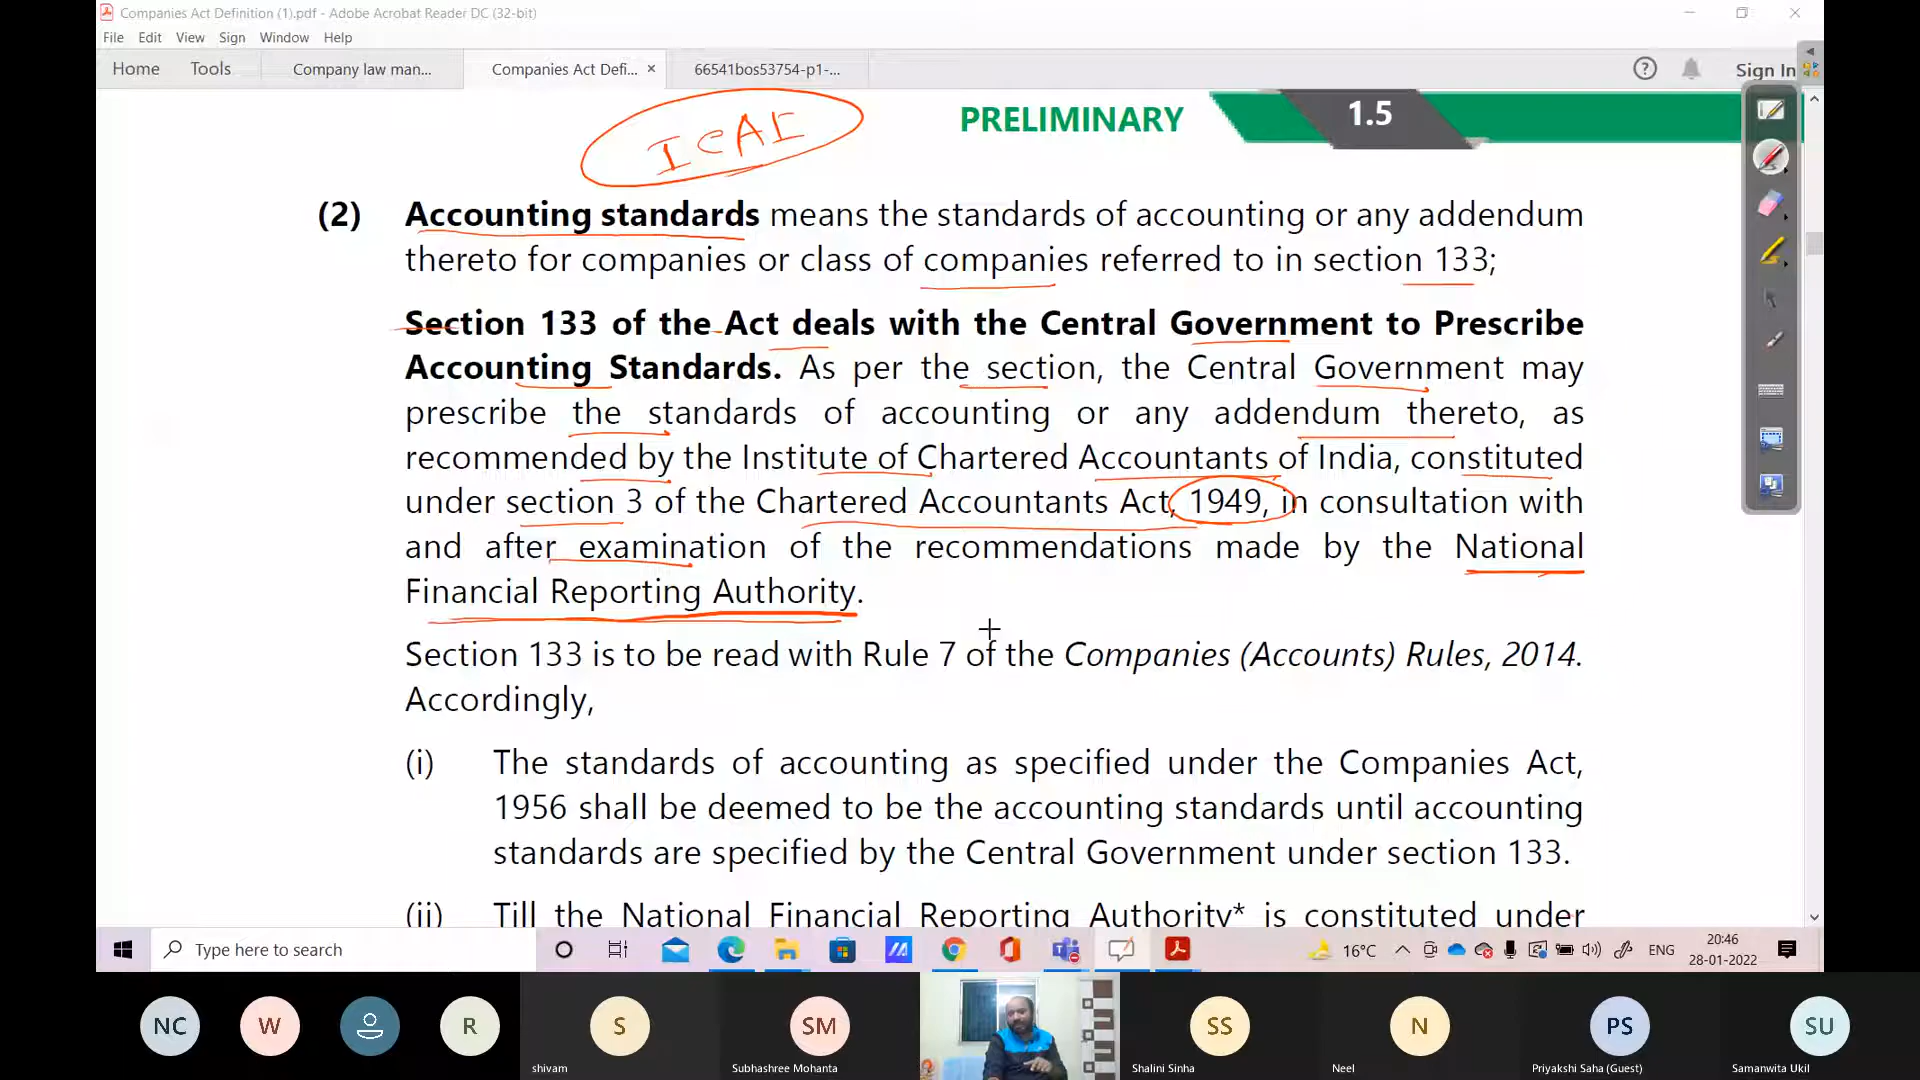 Companies Act Definition (1).pdf - Adobe Acrobat Reader DC (32-bit)
File Edit View Sign Window Help
Home Tools Company law man... Companies Act Defi... × 66541bos53754-p1-... Sign In
ICAI
PRELIMINARY 1.5
(2) Accounting standards means the standards of accounting or any addendum
thereto for companies or class of companies referred to in section 133;
Section 133 of the Act deals with the Central Government to Prescribe
Accounting Standards. As per the section, the Central Government may
prescribe the standards of accounting or any addendum thereto, as
recommended by the Institute of Chartered Accountants of India, constituted
under section 3 of the Chartered Accountants Act, 1949, in consultation with
and after examination of the recommendations made by the National
Financial Reporting Authority.
Section 133 is to be read with Rule 7 of the Companies (Accounts) Rules, 2014.
Accordingly,
(i) The standards of accounting as specified under the Companies Act,
1956 shall be deemed to be the accounting standards until accounting
standards are specified by the Central Government under section 133.
(ii) Till the National Financial Reporting Authority* is constituted under
Type here to search 16°C ENG 20:46
28-01-2022
NC W R S SM SS N PS SU
shivam Subhashree Mohanta Shalini Sinha Neel Priyakshi Saha (Guest) Samanwita Ukil